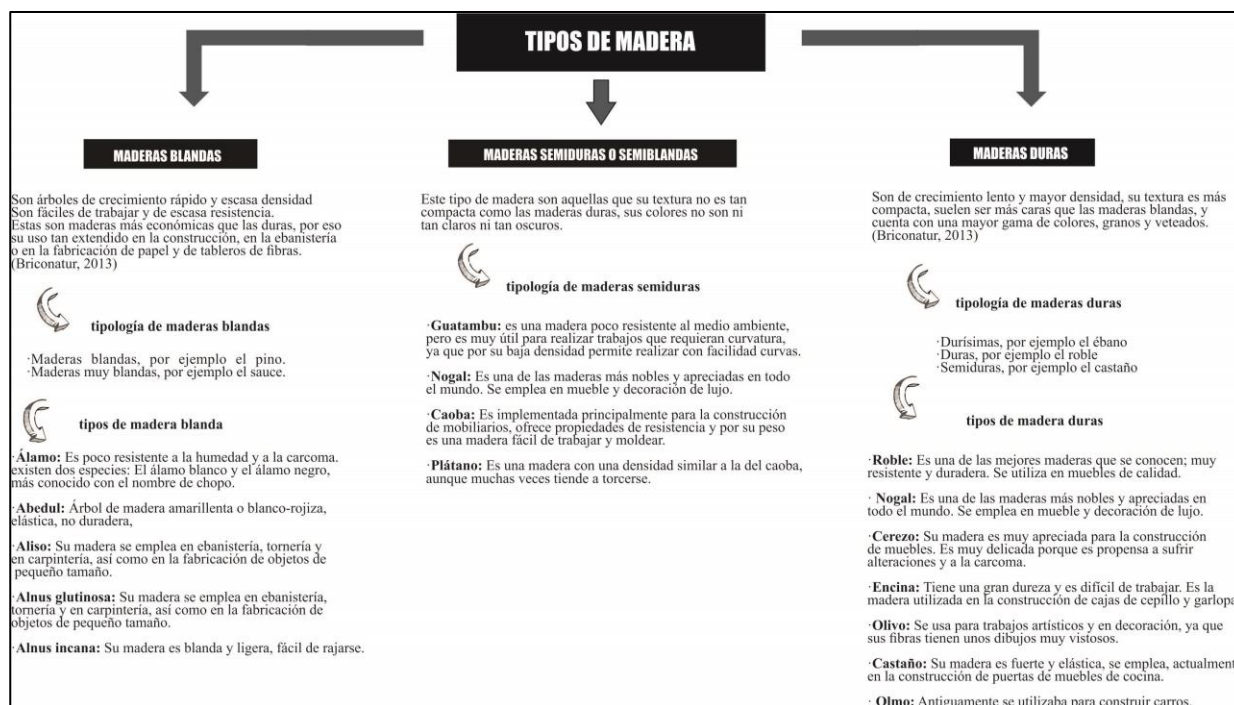 TIPOS DE MADERA
MADERAS BLANDAS
Son árboles de crecimiento rápido y escasa densidad
Son fáciles de trabajar y de escasa resistencia.
Estas son maderas más económicas que las duras, por eso
su uso tan extendido en la construcción, en la ebanistería
o en la fabricación de papel y de tableros de fibras.
(Briconatur, 2013)
tipología de maderas blandas
·Maderas blandas, por ejemplo el pino.
·Maderas muy blandas, por ejemplo el sauce.
tipos de madera blanda
·Álamo: Es poco resistente a la humedad y a la carcoma.
existen dos especies: El álamo blanco y el álamo negro,
más conocido con el nombre de chopo.
·Abedul: Árbol de madera amarillenta o blanco-rojiza,
elástica, no duradera,
·Aliso: Su madera se emplea en ebanistería, tornería y
en carpintería, así como en la fabricación de objetos de
pequeño tamaño.
·Alnus glutinosa: Su madera se emplea en ebanistería,
tornería y en carpintería, así como en la fabricación de
objetos de pequeño tamaño.
·Alnus incana: Su madera es blanda y ligera, fácil de rajarse.
MADERAS SEMIDURAS O SEMIBLANDAS
Este tipo de madera son aquellas que su textura no es tan
compacta como las maderas duras, sus colores no son ni
tan claros ni tan oscuros.
tipología de maderas semiduras
·Guatambu: es una madera poco resistente al medio ambiente,
pero es muy útil para realizar trabajos que requieran curvatura,
ya que por su baja densidad permite realizar con facilidad curvas.
·Nogal: Es una de las maderas más nobles y apreciadas en todo
el mundo. Se emplea en mueble y decoración de lujo.
·Caoba: Es implementada principalmente para la construcción
de mobiliarios, ofrece propiedades de resistencia y por su peso
es una madera fácil de trabajar y moldear.
·Plátano: Es una madera con una densidad similar a la del caoba,
aunque muchas veces tiende a torcerse.
MADERAS DURAS
Son de crecimiento lento y mayor densidad, su textura es más
compacta, suelen ser más caras que las maderas blandas, y
cuenta con una mayor gama de colores, granos y veteados.
(Briconatur, 2013)
tipología de maderas duras
·Durísimas, por ejemplo el ébano
·Duras, por ejemplo el roble
·Semiduras, por ejemplo el castaño
tipos de madera duras
·Roble: Es una de las mejores maderas que se conocen; muy
resistente y duradera. Se utiliza en muebles de calidad.
· Nogal: Es una de las maderas más nobles y apreciadas en
todo el mundo. Se emplea en mueble y decoración de lujo.
·Cerezo: Su madera es muy apreciada para la construcción
de muebles. Es muy delicada porque es propensa a sufrir
alteraciones y a la carcoma.
·Encina: Tiene una gran dureza y es difícil de trabajar. Es la
madera utilizada en la construcción de cajas de cepillo y garlopa
·Olivo: Se usa para trabajos artísticos y en decoración, ya que
sus fibras tienen unos dibujos muy vistosos.
·Castaño: Su madera es fuerte y elástica, se emplea, actualment
en la construcción de puertas de muebles de cocina.
· Olmo: Antiguamente se utilizaba para construir carros.